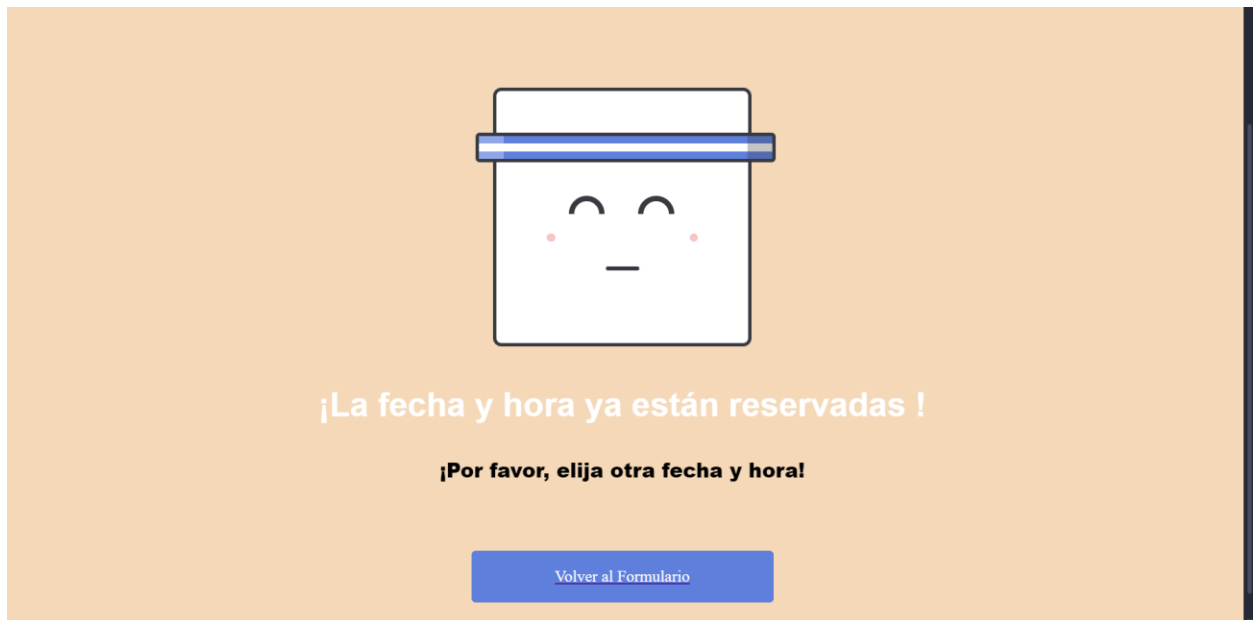 ¡La fecha y hora ya están reservadas !
¡Por favor, elija otra fecha y hora!
Volver al Formulario